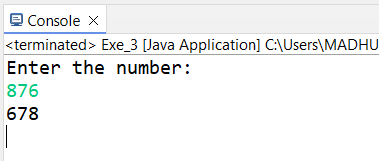 Console
<terminated> Exe_3 [Java Application] C:\Users\MADHU
Enter the number:
876
678